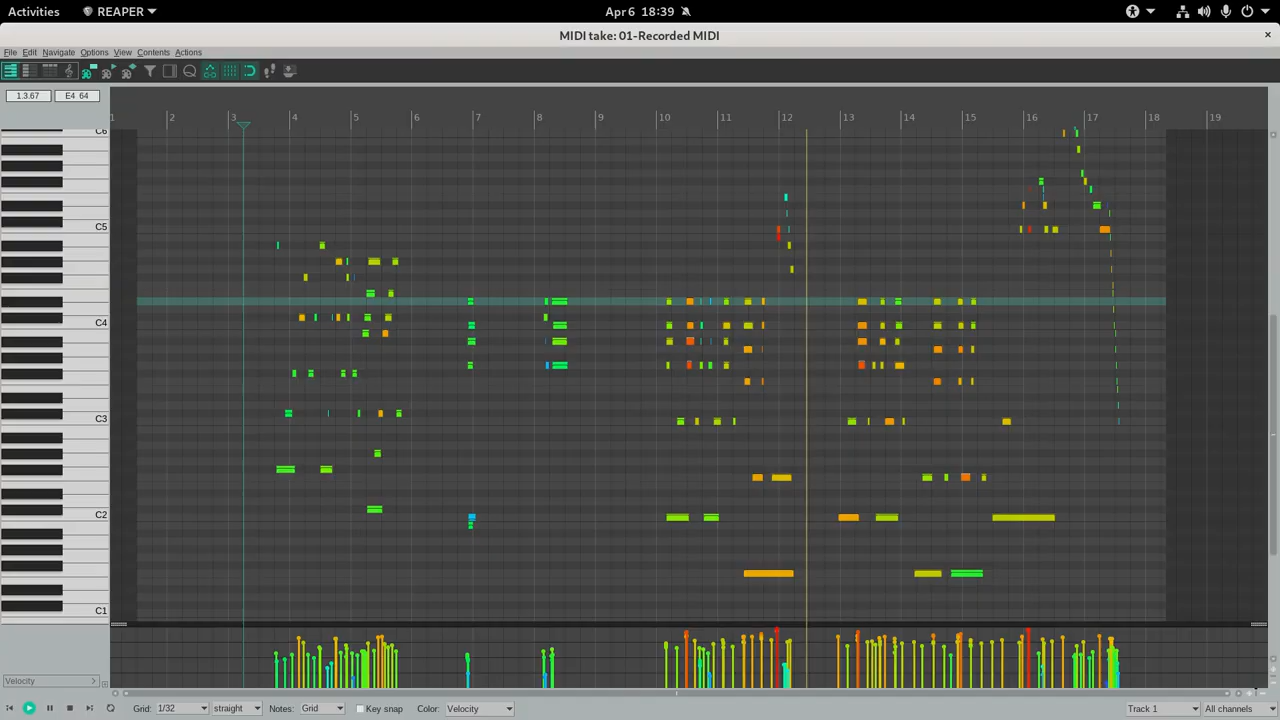 Activities REAPER Apr 6 18:39
MIDI take: 01-Recorded MIDI ×
File Edit Navigate Options View Contents Actions
1.3.67 E4 64
1 2 3 4 5 6 7 8 9 10 11 12 13 14 15 16 17 18 19
C6
C5
C4
C3
C2
C1
Velocity >
Grid: 1/32 straight Notes: Grid Key snap Color: Velocity Track 1 All channels